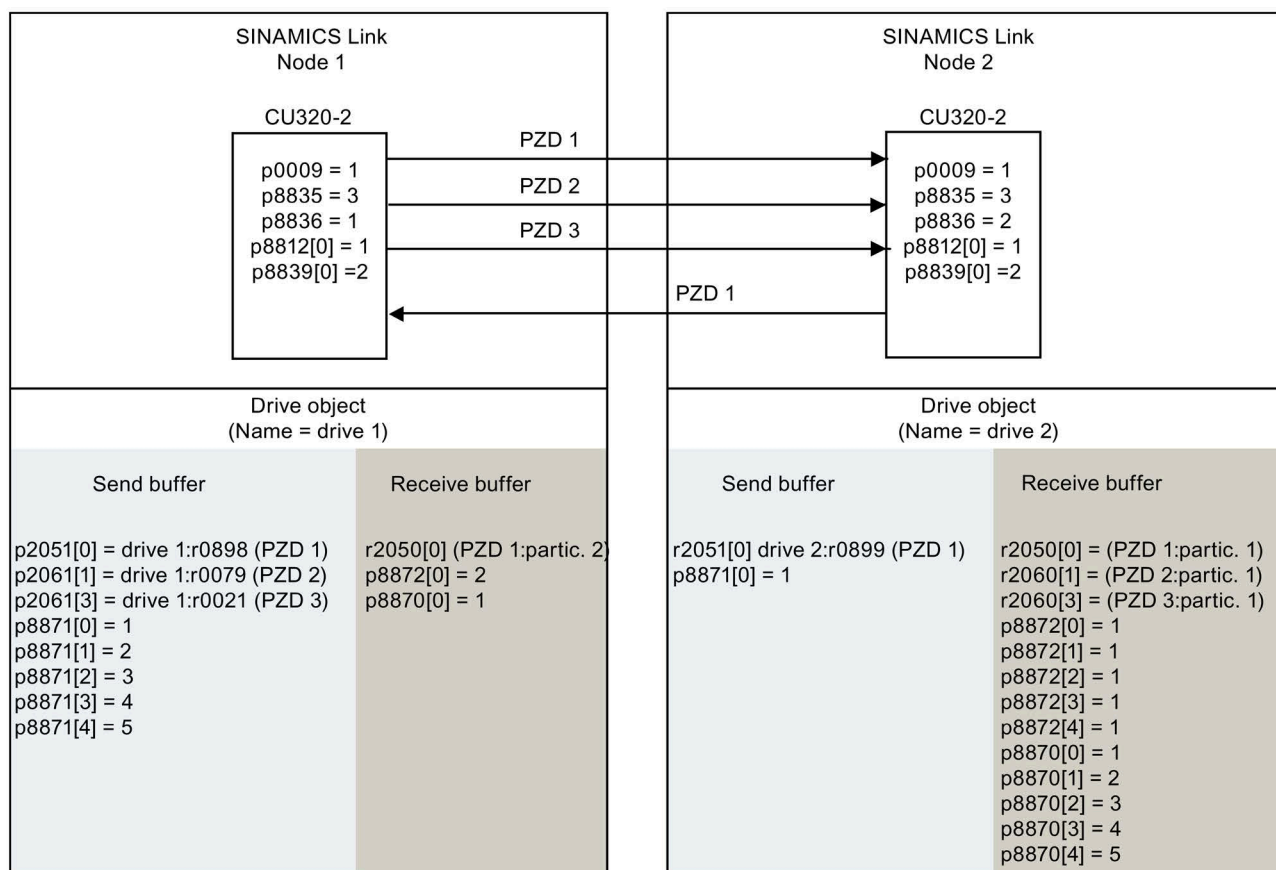 SINAMICS Link
Node 1
CU320-2
p0009 = 1
p8835 = 3
p8836 = 1
p8812[0] = 1
p8839[0] =2
PZD 1
PZD 2
PZD 3
PZD 1
SINAMICS Link
Node 2
CU320-2
p0009 = 1
p8835 = 3
p8836 = 2
p8812[0] = 1
p8839[0] =2
Drive object
(Name = drive 1)
Send buffer
p2051[0] = drive 1:r0898 (PZD 1)
p2061[1] = drive 1:r0079 (PZD 2)
p2061[3] = drive 1:r0021 (PZD 3)
p8871[0] = 1
p8871[1] = 2
p8871[2] = 3
p8871[3] = 4
p8871[4] = 5
Receive buffer
r2050[0] (PZD 1:partic. 2)
p8872[0] = 2
p8870[0] = 1
Drive object
(Name = drive 2)
Send buffer
r2051[0] drive 2:r0899 (PZD 1)
p8871[0] = 1
Receive buffer
r2050[0] = (PZD 1:partic. 1)
r2060[1] = (PZD 2:partic. 1)
r2060[3] = (PZD 3:partic. 1)
p8872[0] = 1
p8872[1] = 1
p8872[2] = 1
p8872[3] = 1
p8872[4] = 1
p8870[0] = 1
p8870[1] = 2
p8870[2] = 3
p8870[3] = 4
p8870[4] = 5